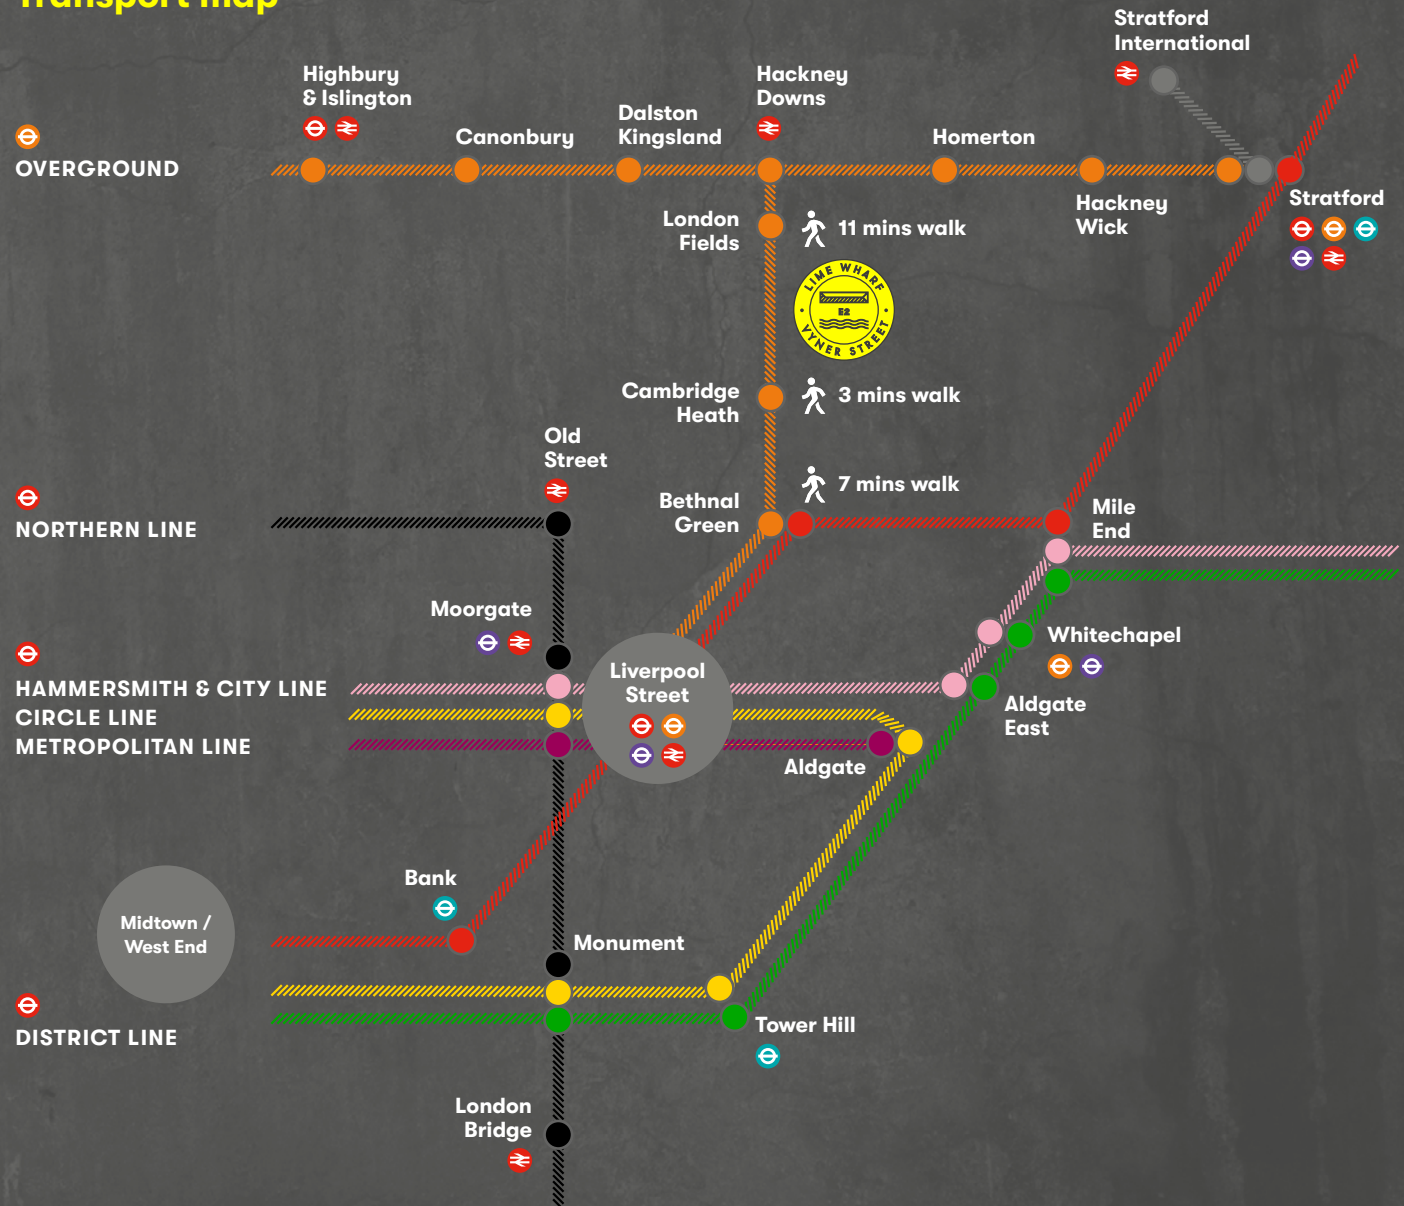 Transport map
Stratford
International
Highbury
& Islington
Hackney
Downs
Dalston
Kingsland
Canonbury
Homerton
OVERGROUND
Hackney
Wick
Stratford
London
Fields
11 mins walk
LIME WHARF
E2
VYNER STREET
Cambridge
Heath
3 mins walk
Old
Street
7 mins walk
Bethnal
Green
Mile
End
NORTHERN LINE
Moorgate
Whitechapel
Liverpool
Street
HAMMERSMITH & CITY LINE
CIRCLE LINE
METROPOLITAN LINE
Aldgate
East
Aldgate
Bank
Midtown /
West End
Monument
DISTRICT LINE
Tower Hill
London
Bridge